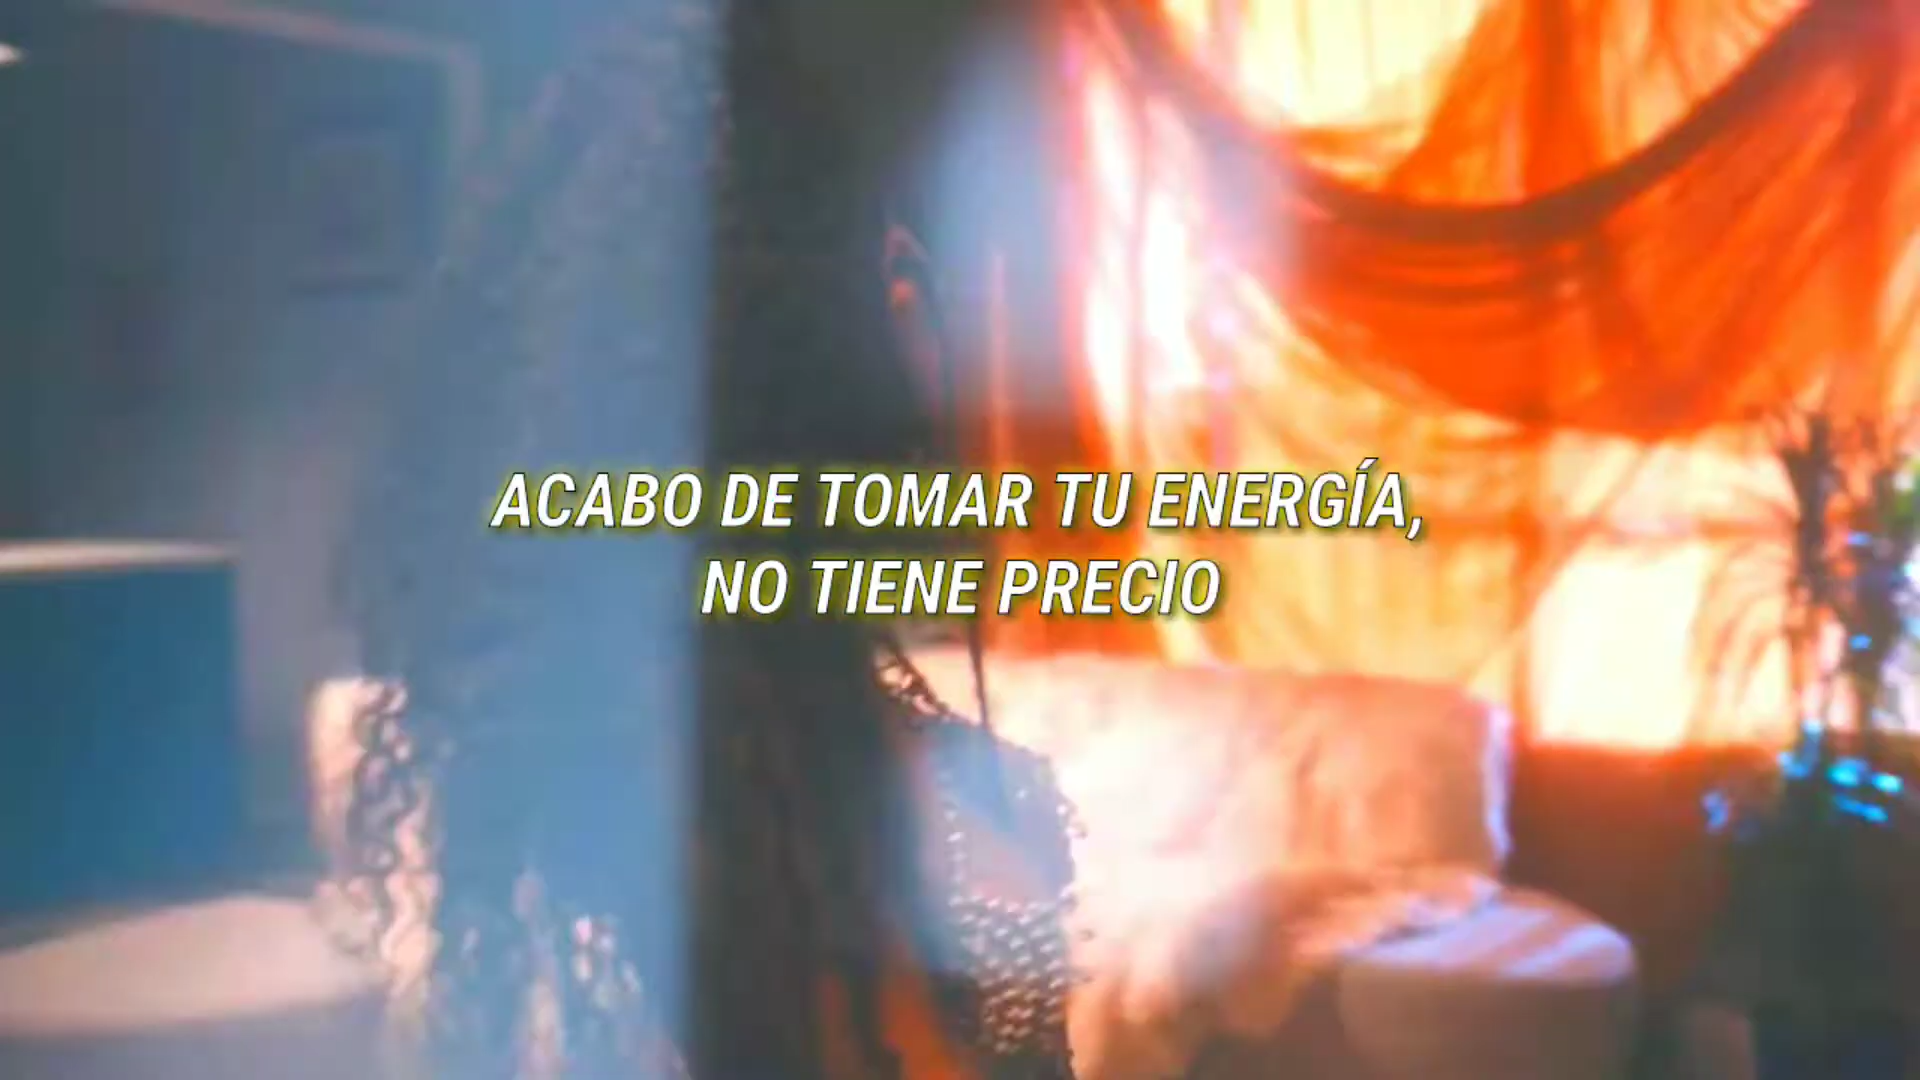 ACABO DE TOMAR TU ENERGÍA,
NO TIENE PRECIO